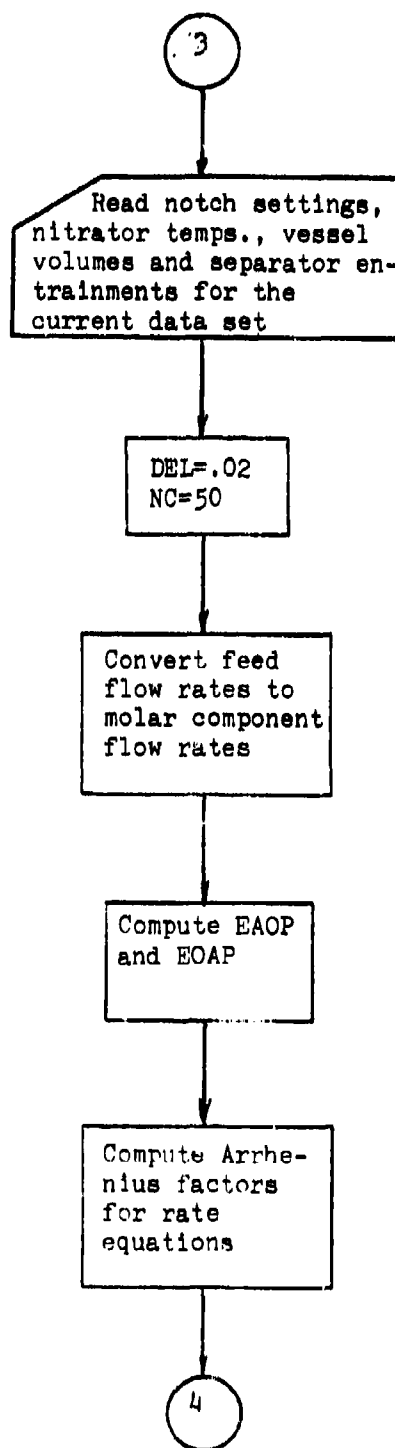 3
Read notch settings,
nitrator temps., vessel
volumes and separator en-
trainments for the
current data set
DEL=.02
NC=50
Convert feed
flow rates to
molar component
flow rates
Compute EAOP
and EOAP
Compute Arrhe-
nius factors
for rate
equations
4